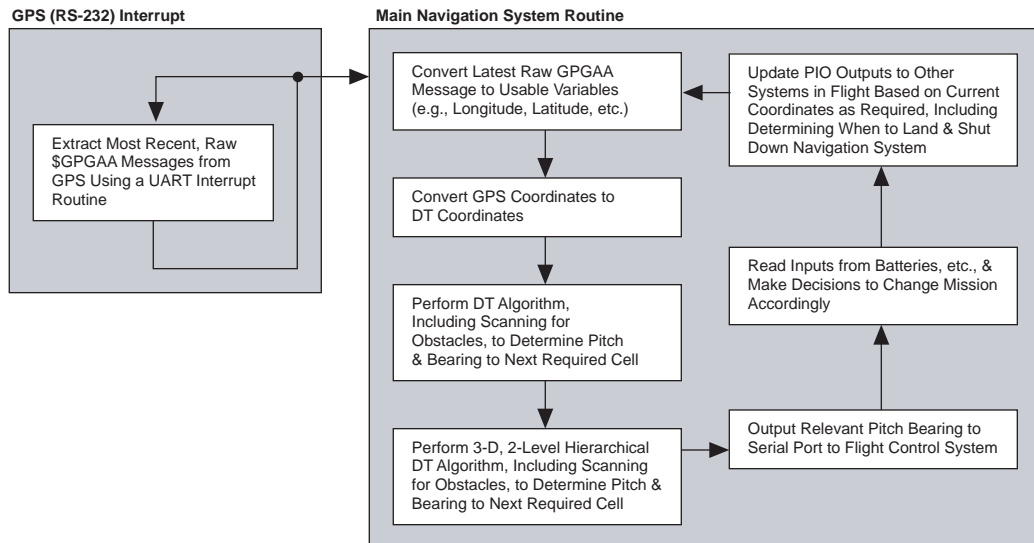 GPS (RS-232) Interrupt
Extract Most Recent, Raw
$GPGAA Messages from
GPS Using a UART Interrupt
Routine
Main Navigation System Routine
Convert Latest Raw GPGAA
Message to Usable Variables
(e.g., Longitude, Latitude, etc.)
Convert GPS Coordinates to
DT Coordinates
Perform DT Algorithm,
Including Scanning for
Obstacles, to Determine Pitch
& Bearing to Next Required Cell
Perform 3-D, 2-Level Hierarchical
DT Algorithm, Including Scanning
for Obstacles, to Determine Pitch &
Bearing to Next Required Cell
Output Relevant Pitch Bearing to
Serial Port to Flight Control System
Read Inputs from Batteries, etc., &
Make Decisions to Change Mission
Accordingly
Update PIO Outputs to Other
Systems in Flight Based on Current
Coordinates as Required, Including
Determining When to Land & Shut
Down Navigation System